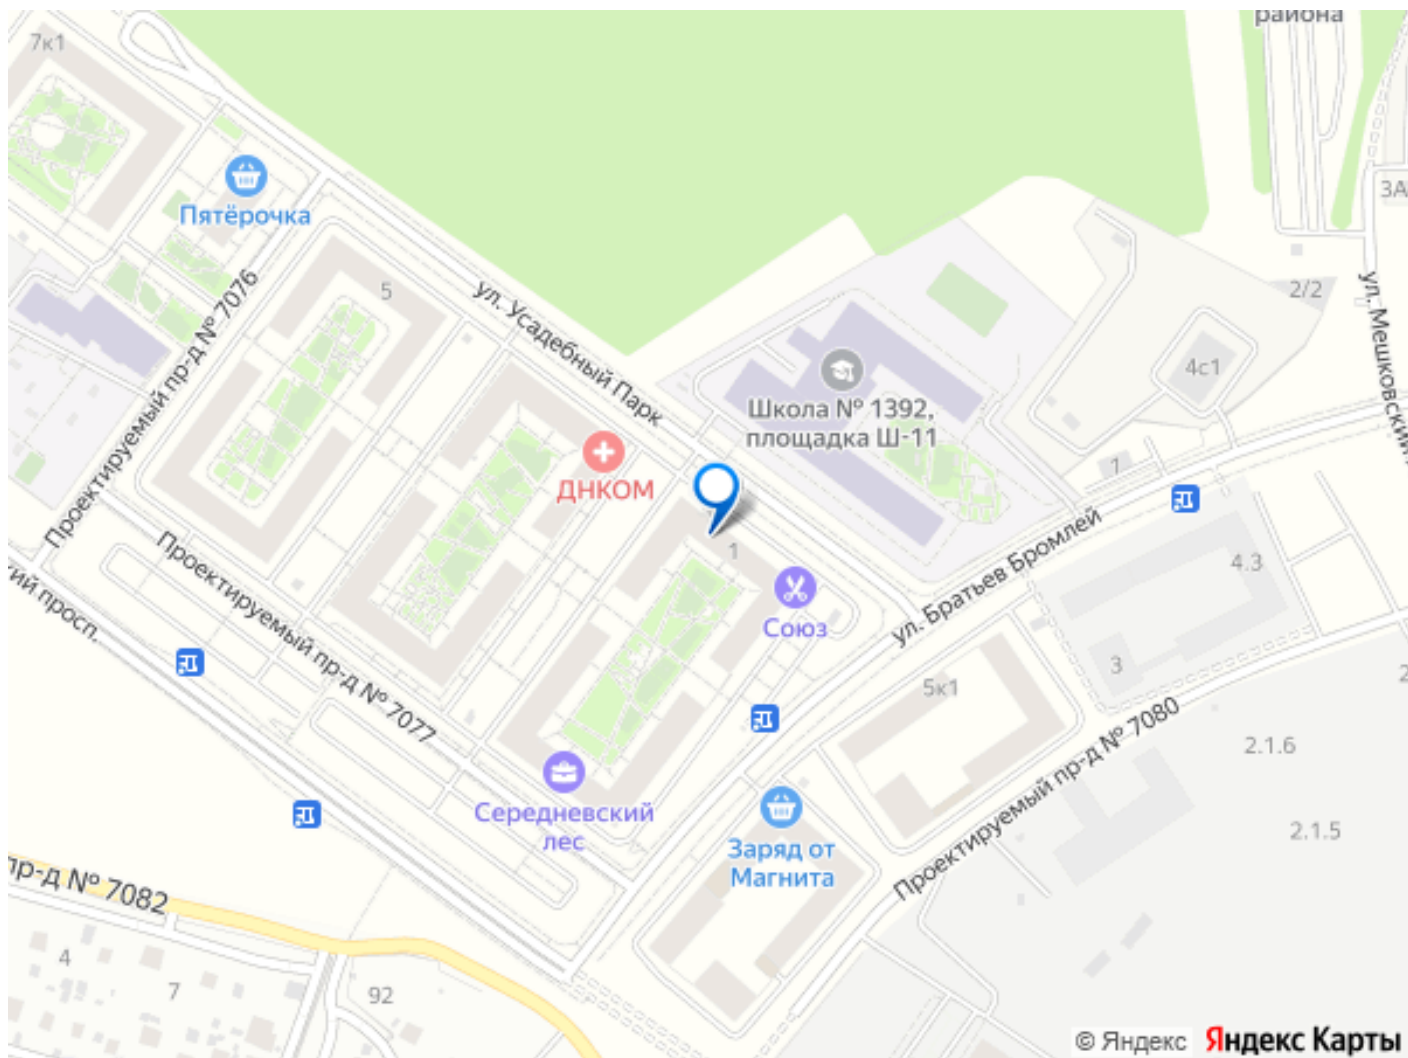 района
7к1
Пятёрочка
3А
ул. Мешковский
2/2
5
Проектируемый пр-д № 7076
ул. Усадебный Парк
4с1
Школа № 1392,
площадка Ш-11
1
ДНКОМ
1
ул. Братьев Бромлей
4.3
Союз
Проектируемый пр-д № 7077
гий просп.
3
5к1
Проектируемый пр-д № 7080
2
2.1.6
2.1.5
Середневский
лес
Заряд от
Магнита
пр-д № 7082
4
7
92
© Яндекс Яндекс Карты